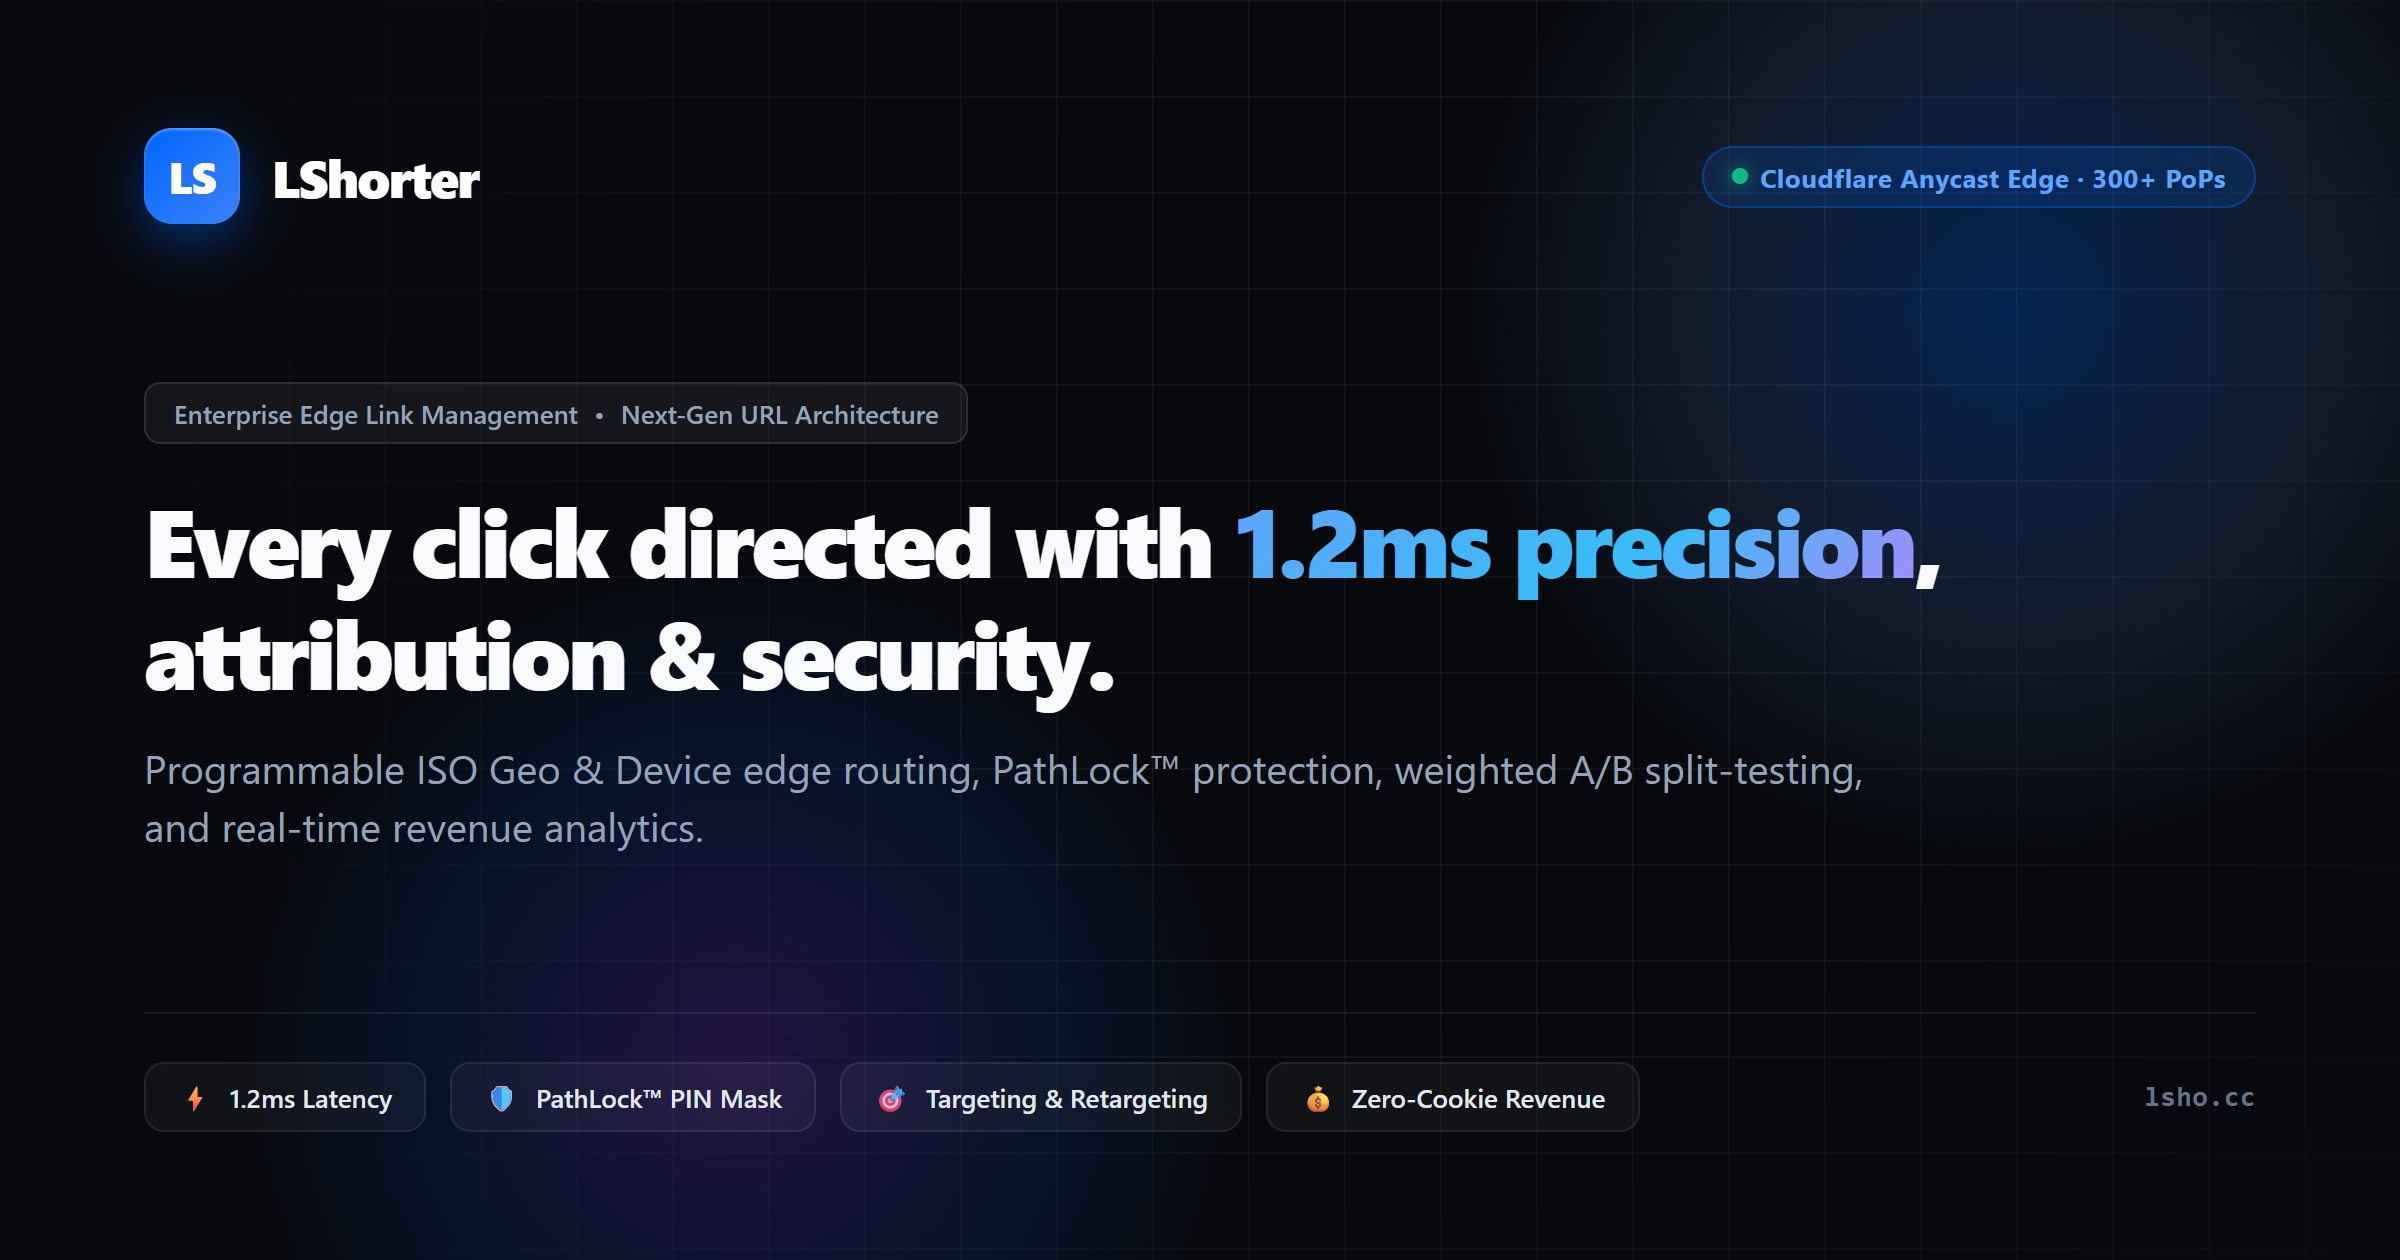 LS
LShorter
Cloudflare Anycast Edge · 300+ PoPs
Enterprise Edge Link Management • Next-Gen URL Architecture
Every click directed with 1.2ms precision,
attribution & security.
Programmable ISO Geo & Device edge routing, PathLock™ protection, weighted A/B split-testing,
and real-time revenue analytics.
1.2ms Latency
PathLock™ PIN Mask
Targeting & Retargeting
Zero-Cookie Revenue
lsho.cc